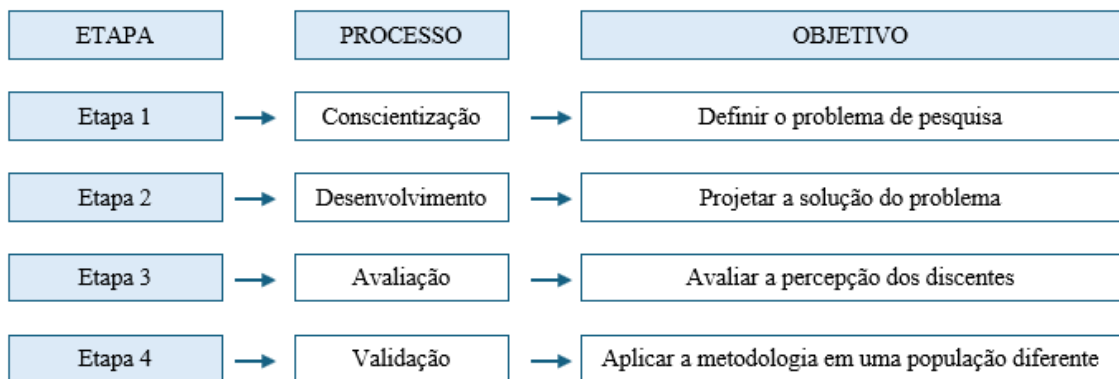 ETAPA PROCESSO OBJETIVO
Etapa 1 Conscientização Definir o problema de pesquisa
Etapa 2 Desenvolvimento Projetar a solução do problema
Etapa 3 Avaliação Avaliar a percepção dos discentes
Etapa 4 Validação Aplicar a metodologia em uma população diferente